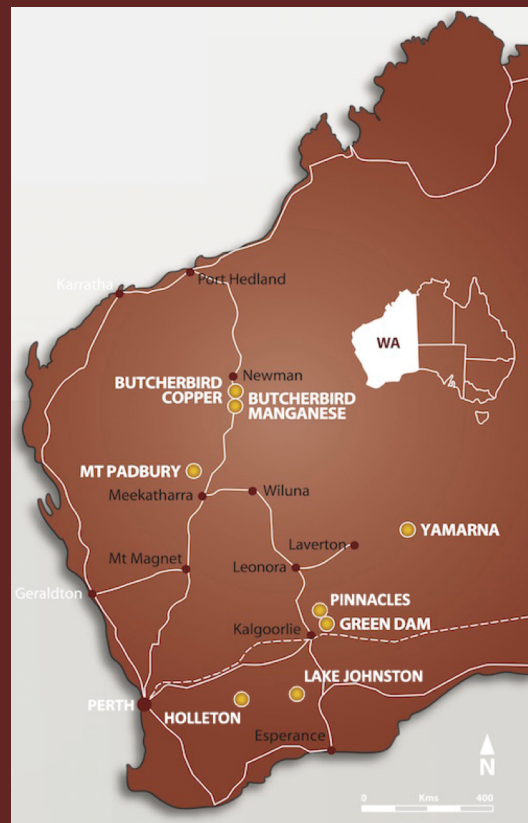 Karratha
Port Hedland
WA
Newman
BUTCHERBIRD
COPPER
BUTCHERBIRD
MANGANESE
MT PADBURY
Meekatharra
Wiluna
YAMARNA
Laverton
Mt Magnet
Leonora
Geraldton
PINNACLES
GREEN DAM
Kalgoorlie
LAKE JOHNSTON
PERTH
HOLLETON
Esperance
N
0 Kms 400